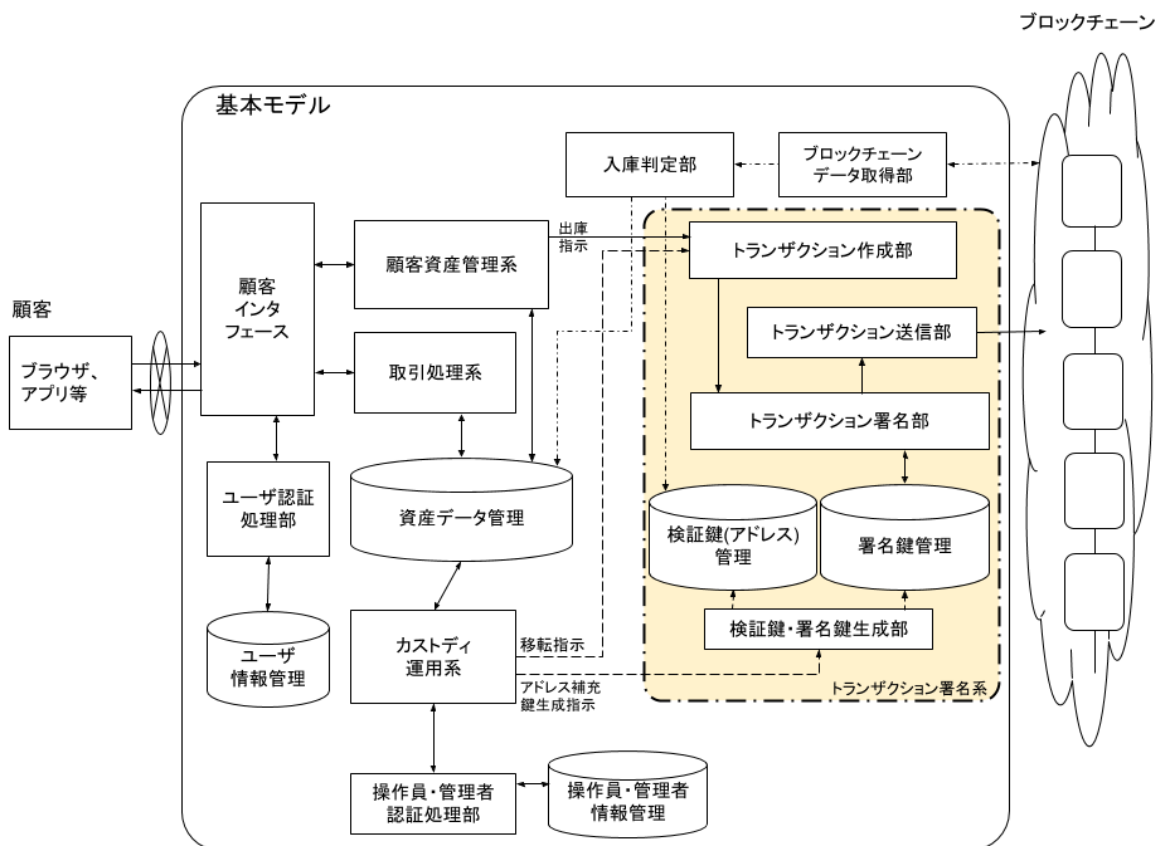 ブロックチェーン
基本モデル
入庫判定部
ブロックチェーン
データ取得部
顧客
インタ
フェース
顧客資産管理系
出庫
指示
トランザクション作成部
顧客
ブラウザ、
アプリ等
取引処理系
トランザクション送信部
トランザクション署名部
ユーザ認証
処理部
資産データ管理
検証鍵(アドレス)
管理
署名鍵管理
ユーザ
情報管理
カストディ
運用系
移転指示
アドレス補充
鍵生成指示
検証鍵・署名鍵生成部
トランザクション署名系
操作員・管理者
認証処理部
操作員・管理者
情報管理